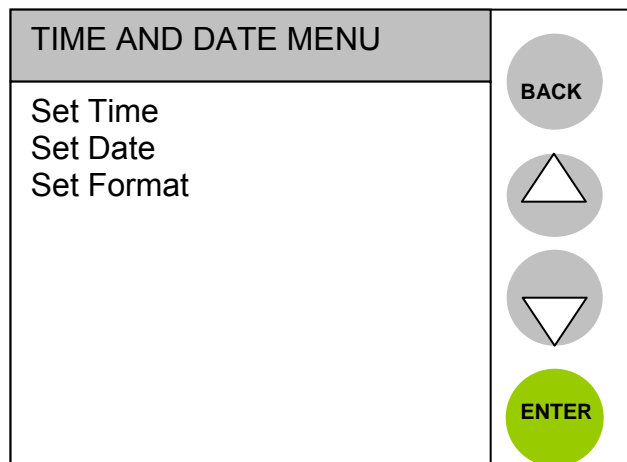 TIME AND DATE MENU
BACK
Set Time
Set Date
Set Format
ENTER